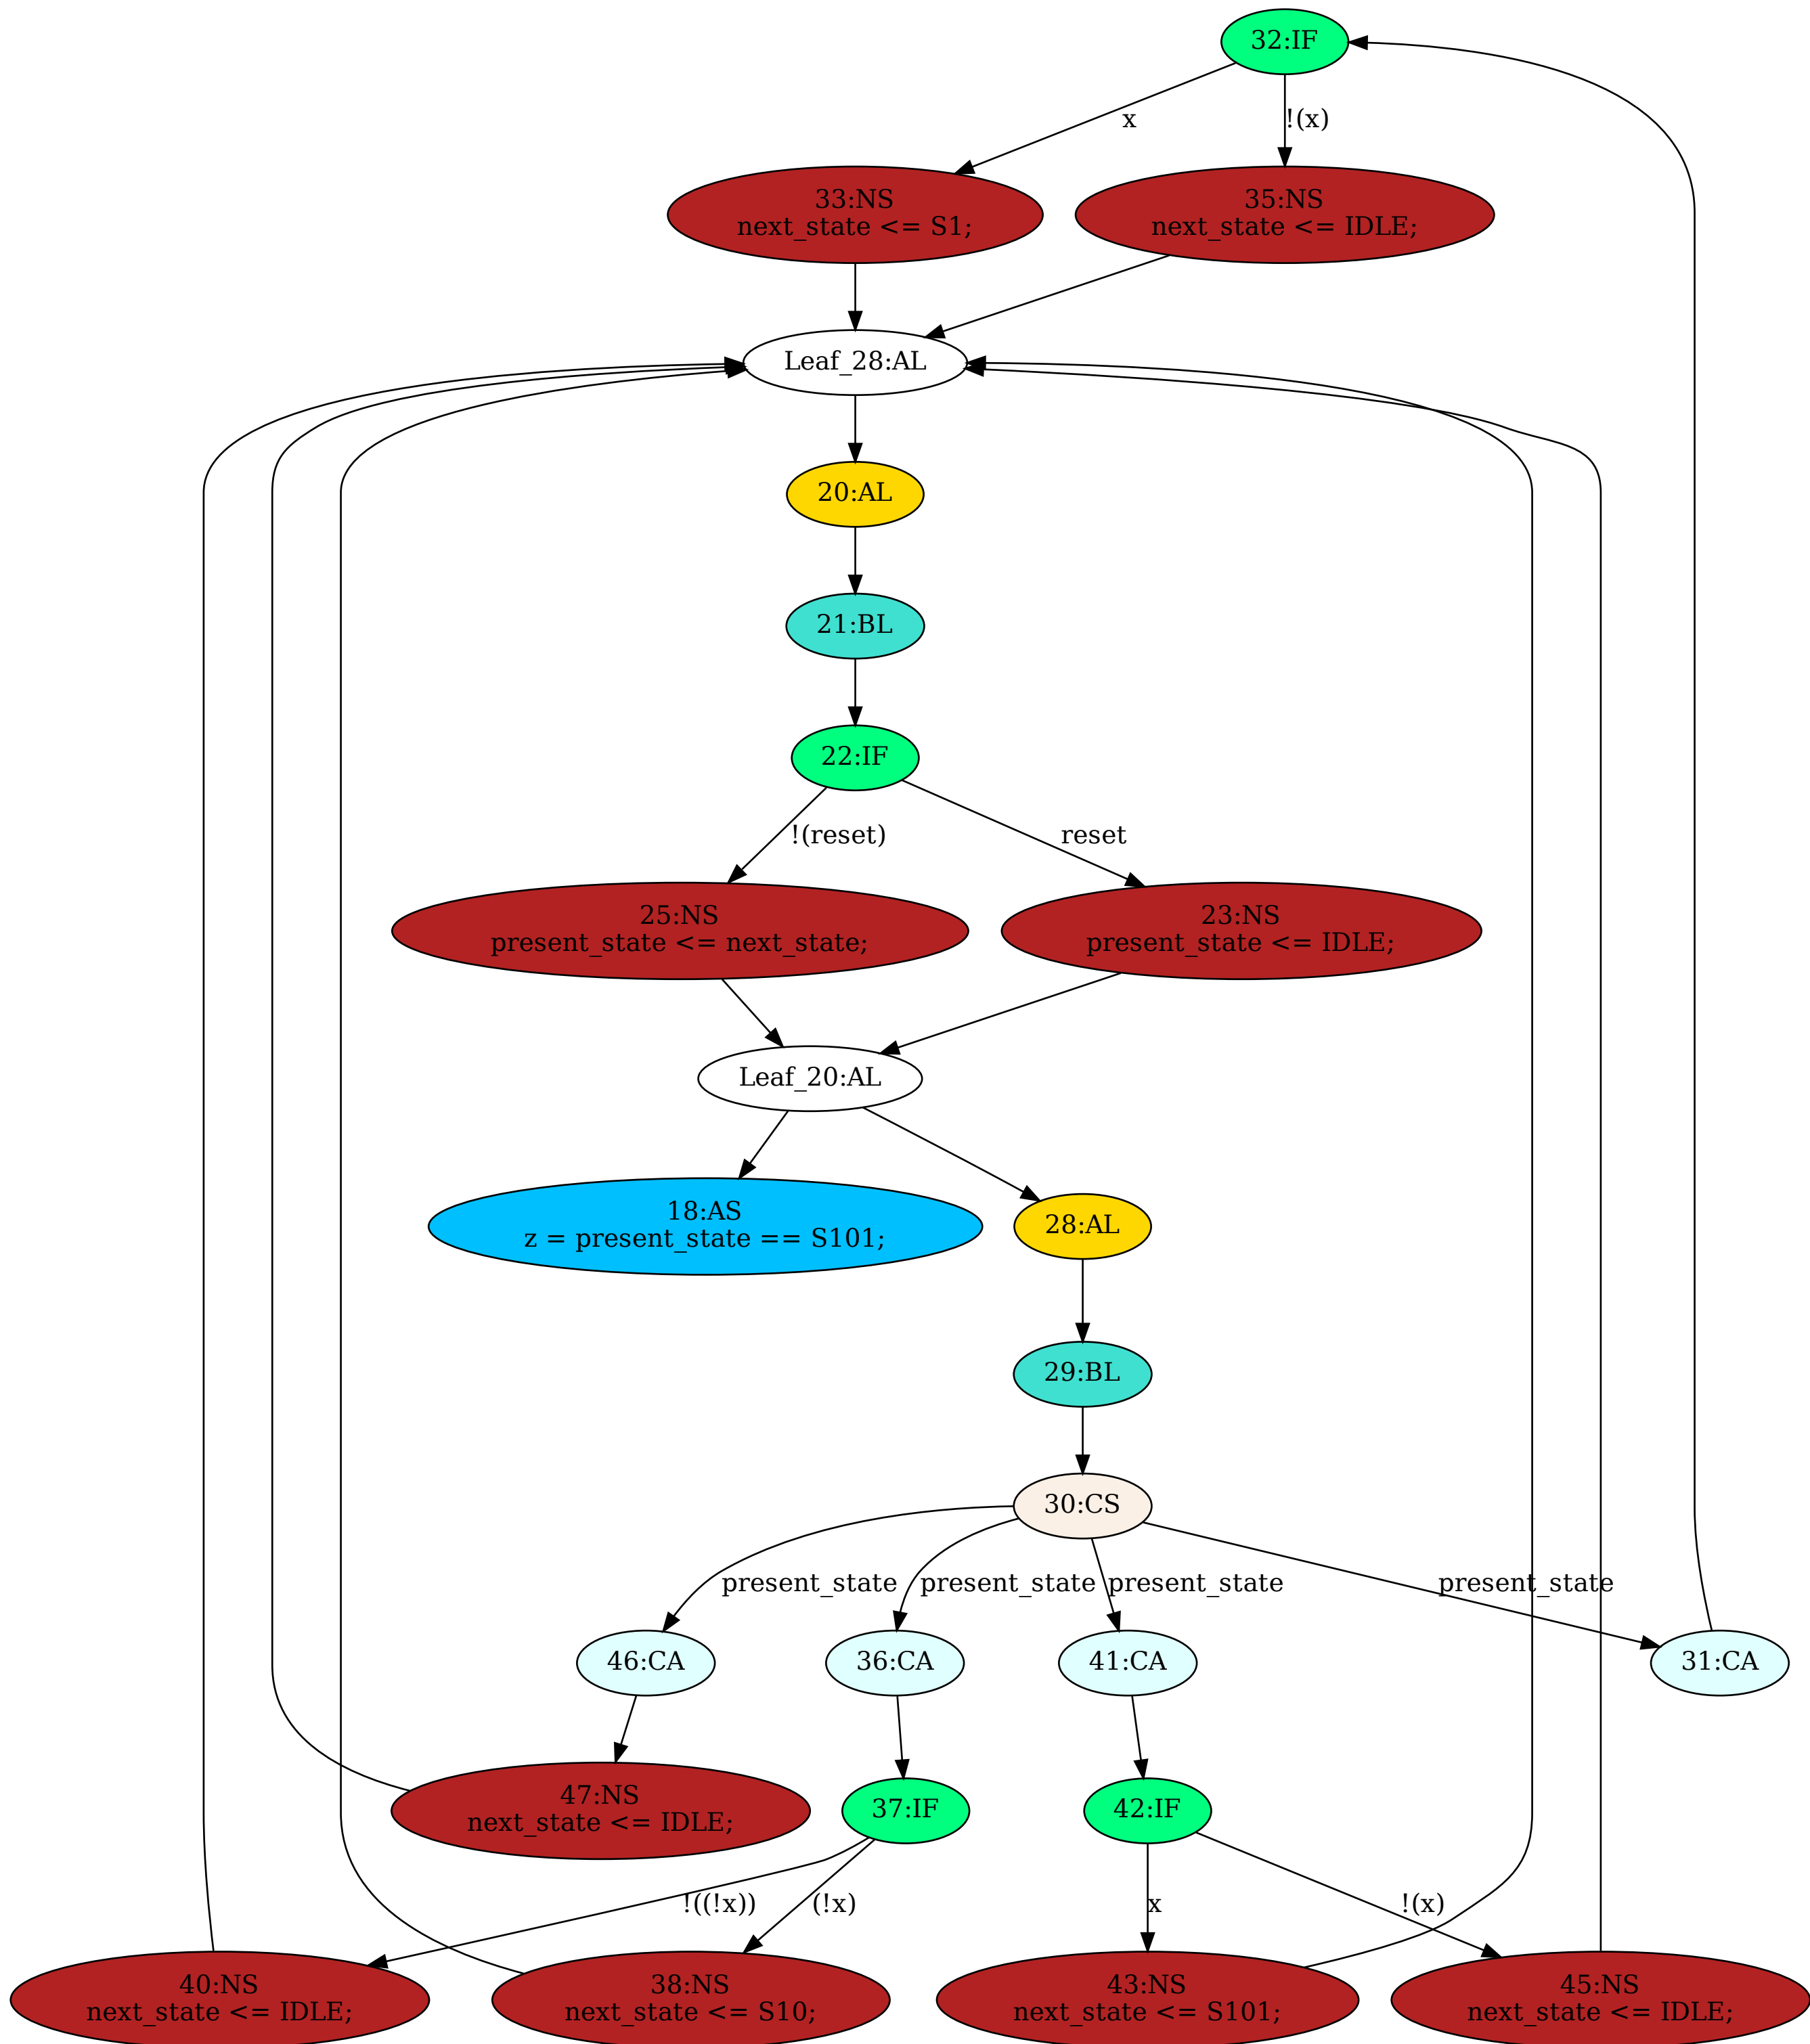 32:IF
x
!(x)
33:NS
next_state <= S1;
35:NS
next_state <= IDLE;
Leaf_28:AL
20:AL
21:BL
22:IF
!(reset)
reset
25:NS
present_state <= next_state;
23:NS
present_state <= IDLE;
Leaf_20:AL
18:AS
z = present_state == S101;
28:AL
29:BL
30:CS
present_state
present_state
present_state
present_state
46:CA
36:CA
41:CA
31:CA
47:NS
next_state <= IDLE;
37:IF
42:IF
!((!x))
(!x)
x
!(x)
40:NS
next_state <= IDLE;
38:NS
next_state <= S10;
43:NS
next_state <= S101;
45:NS
next_state <= IDLE;